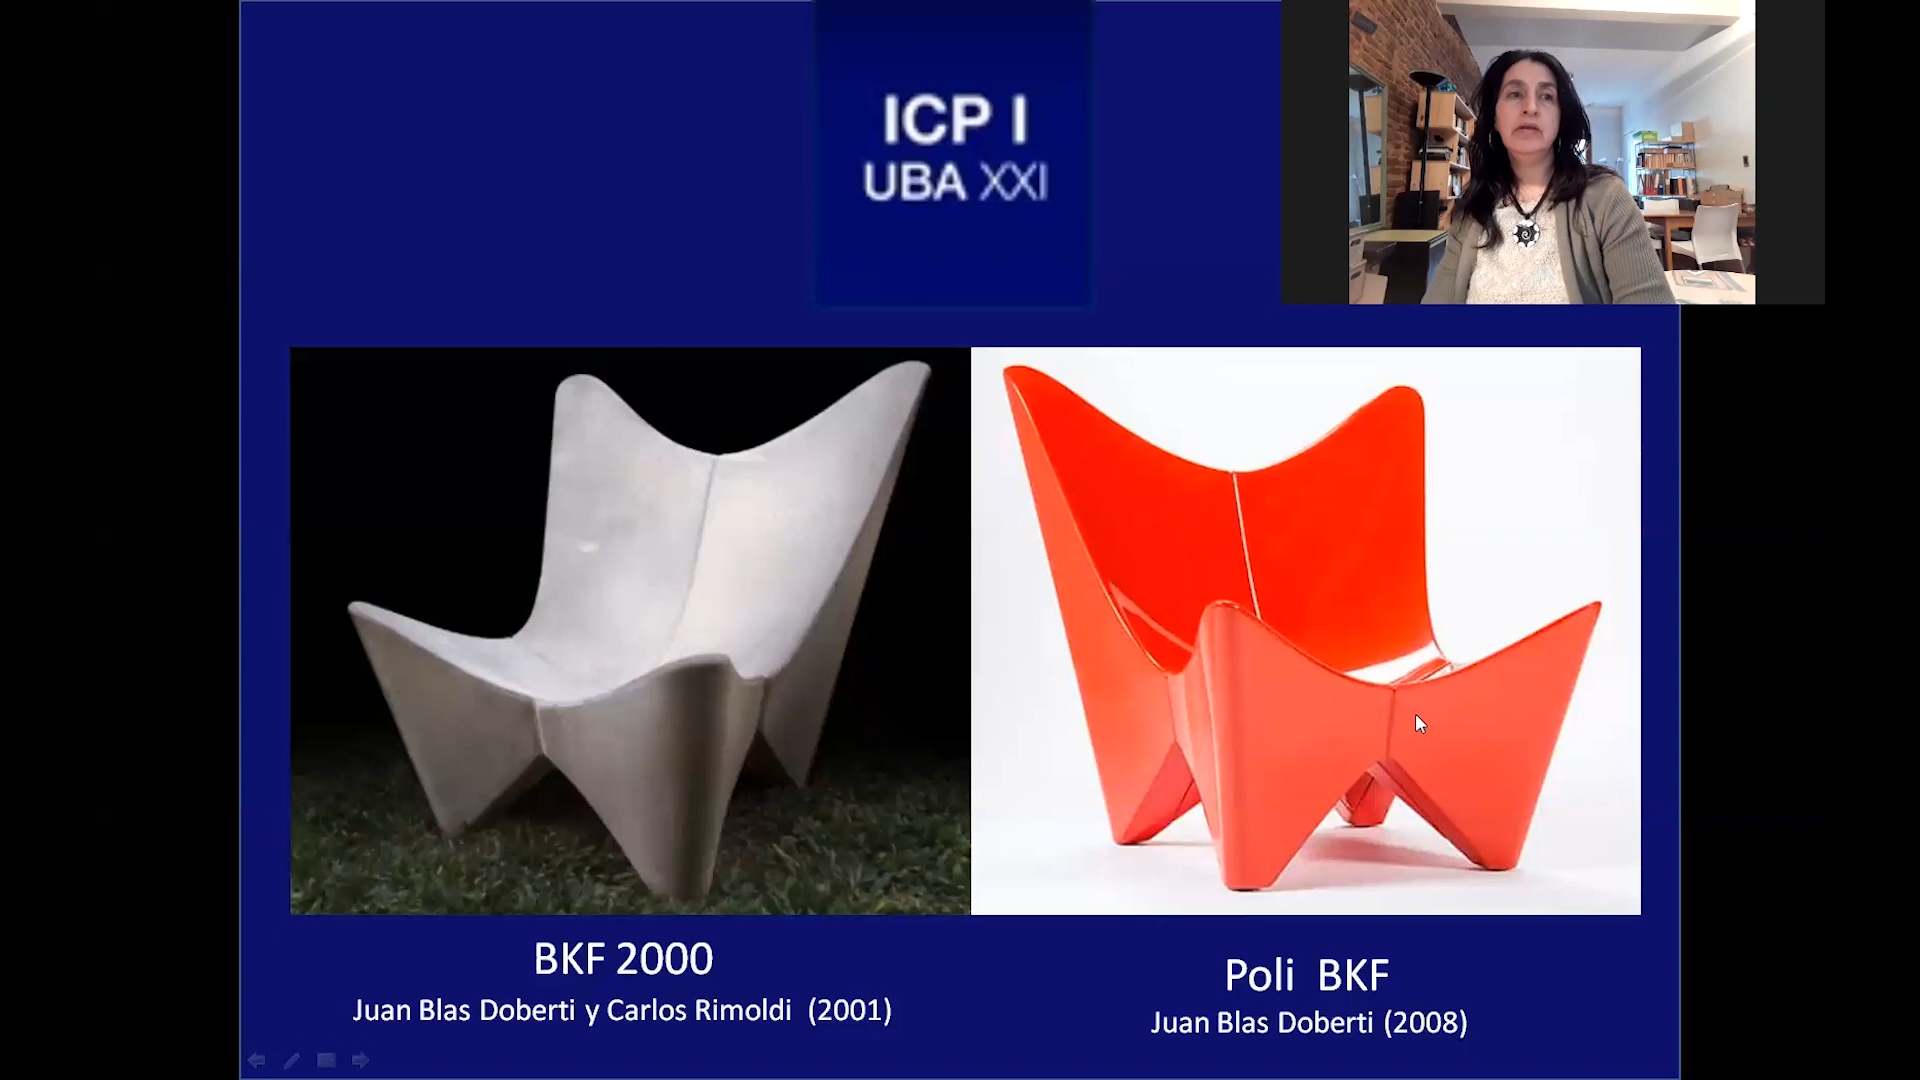 ICP I
UBA XXI
BKF 2000
Juan Blas Doberti y Carlos Rimoldi (2001)
Poli BKF
Juan Blas Doberti (2008)